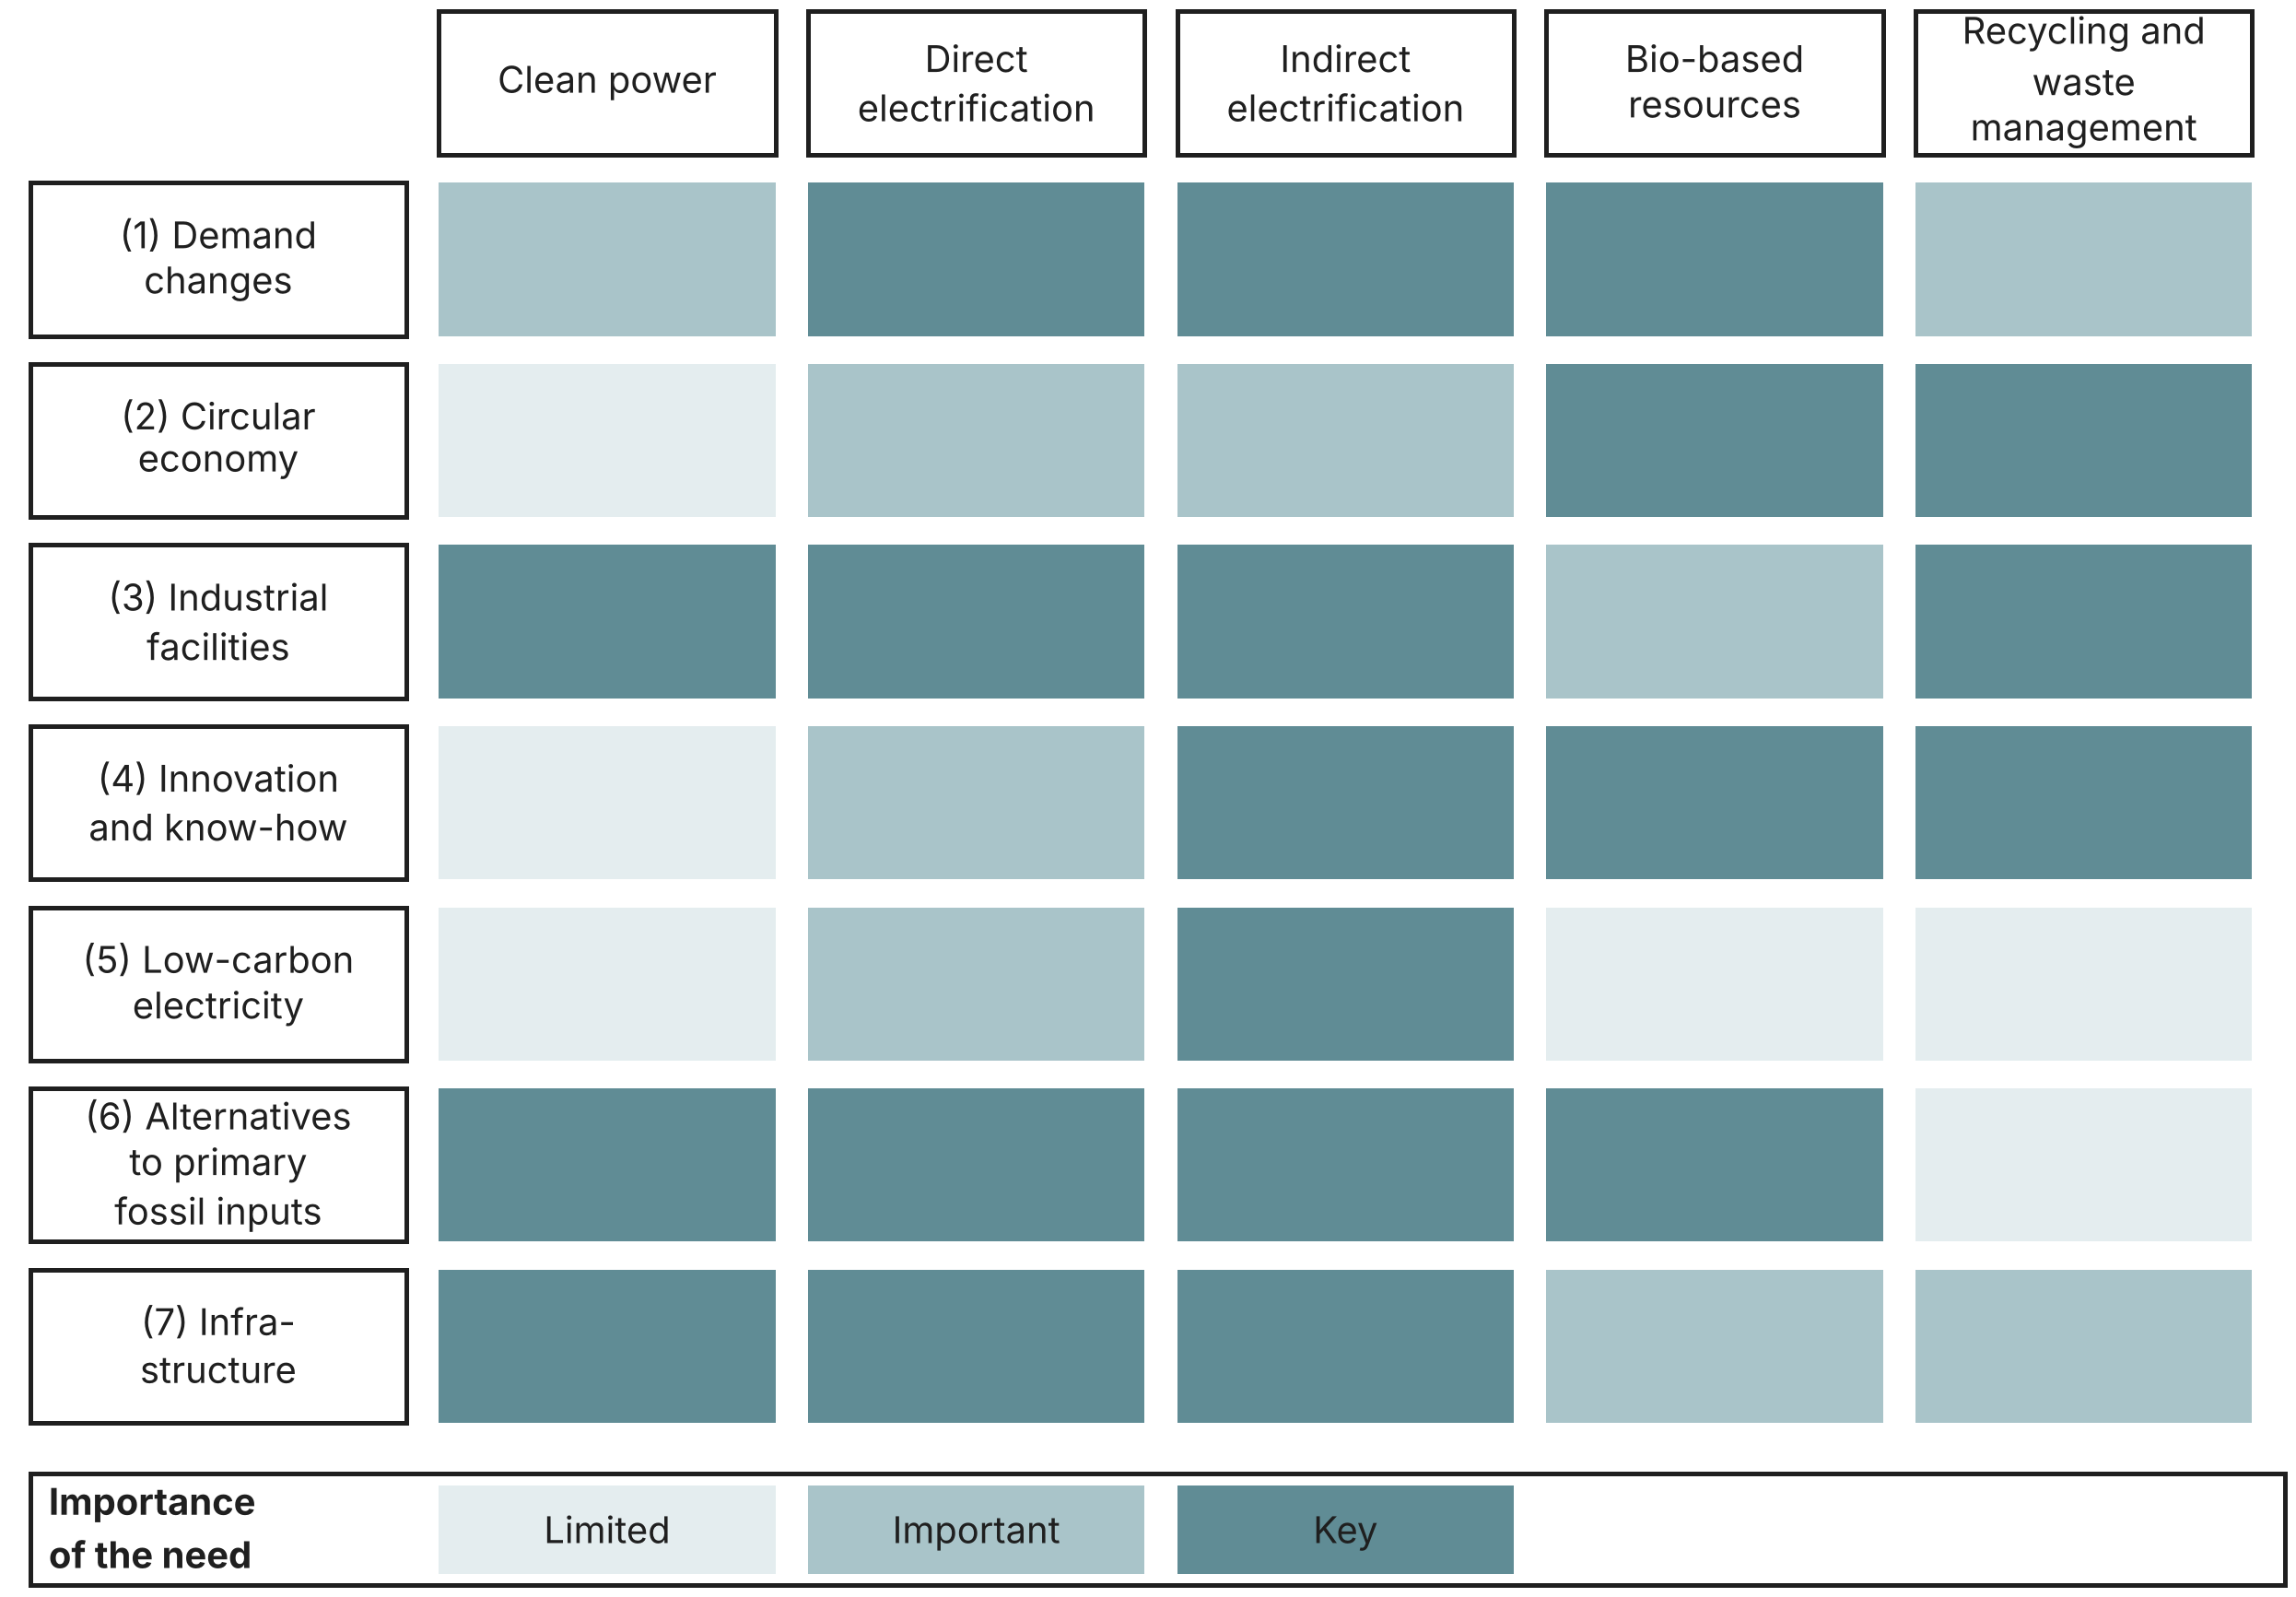 Clean power
Direct
electrification
Indirect
electrification
Bio-based
resources
Recycling and
waste
management
(1) Demand
changes
(2) Circular
economy
(3) Industrial
facilities
(4) Innovation
and know-how
(5) Low-carbon
electricity
(6) Alternatives
to primary
fossil inputs
(7) Infra-
structure
Importance
of the need
Limited
Important
Key